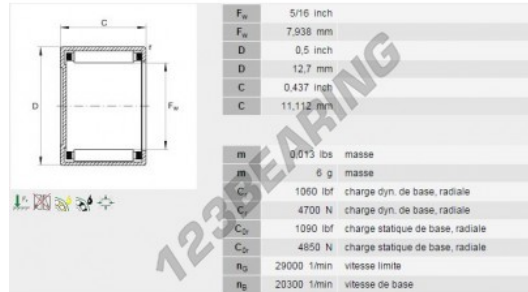 C
r
D
Fw
Fr
Fw 5/16 inch
Fw 7,938 mm
D 0,5 inch
D 12,7 mm
C 0,437 inch
C 11,112 mm
m 0,013 lbs masse
m 6 g masse
Cr 1060 lbf charge dyn. de base, radiale
Cr 4700 N charge dyn. de base, radiale
C0r 1090 lbf charge statique de base, radiale
C0r 4850 N charge statique de base, radiale
nG 29000 1/min vitesse limite
nB 20300 1/min vitesse de base
123BEARING